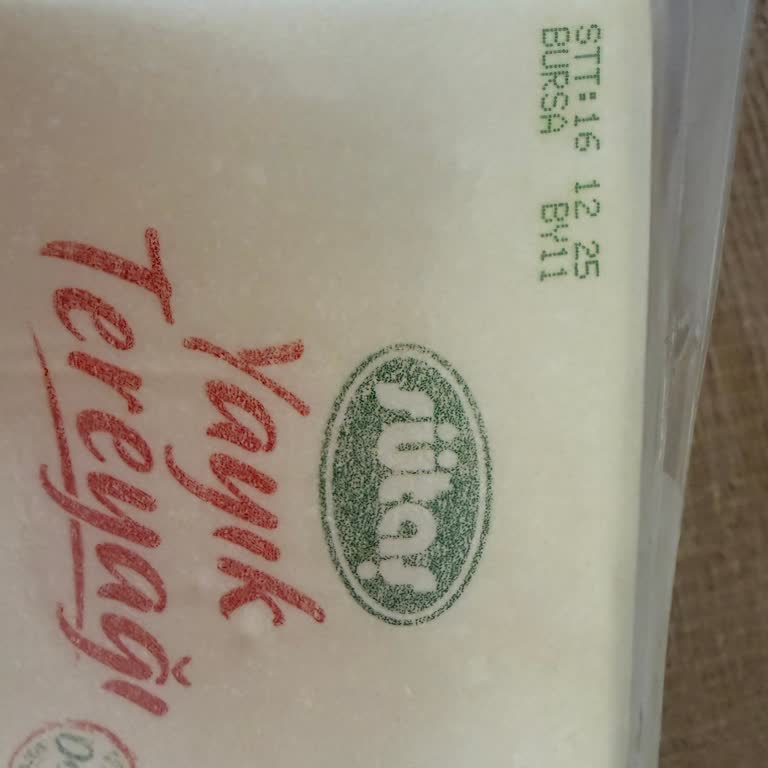 STT:16 12 25
BURSA BY11
sütaş
Yayık
Tereyağı